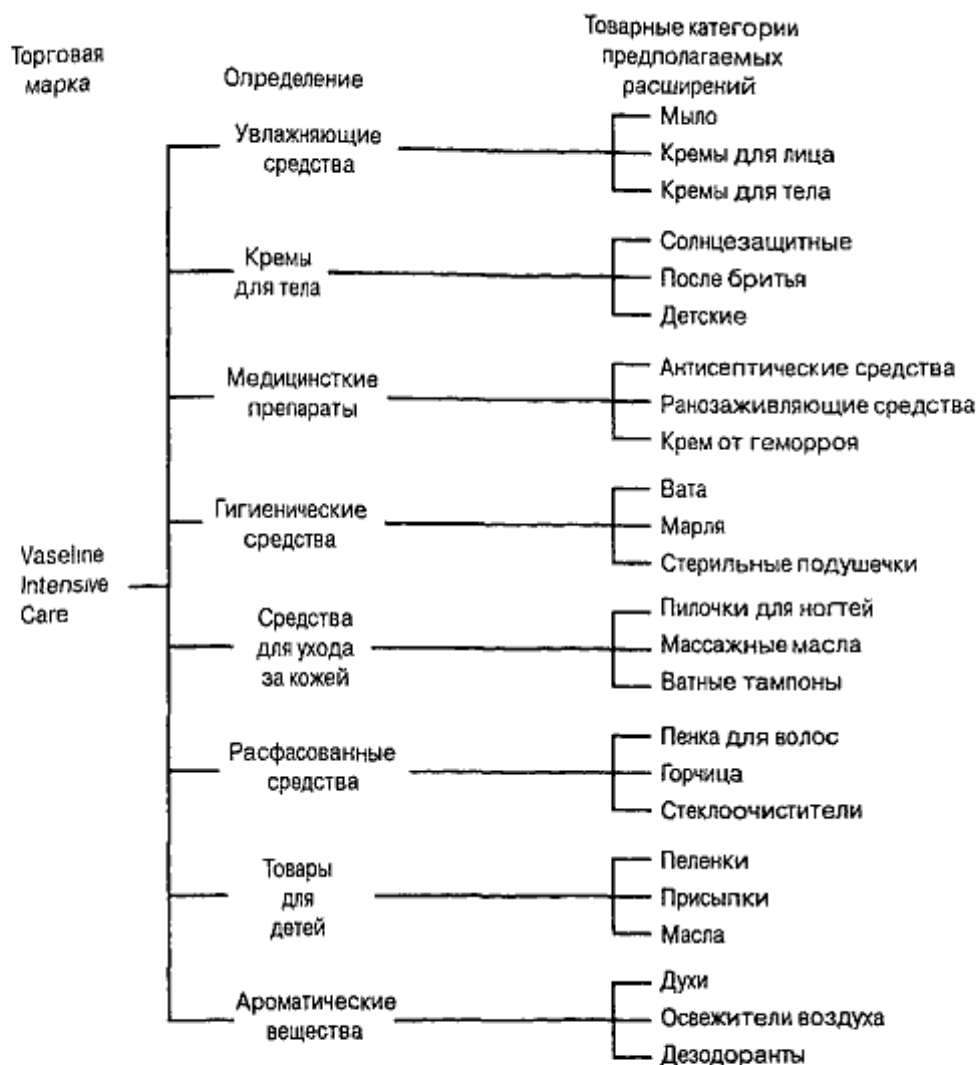 Торговая
марка
Определение
Товарные категории
предполагаемых
расширений
Увлажняющие
средства
Мыло
Кремы для лица
Кремы для тела
Кремы
для тела
Солнцезащитные
После бритья
Детские
Медицинсткие
препараты
Антисептические средства
Ранозаживляющие средства
Крем от геморроя
Гигиенические
средства
Вата
Марля
Стерильные подушечки
Vaseline
Intensive
Care
Средства
для ухода
за кожей
Пилочки для ногтей
Массажные масла
Ватные тампоны
Расфасованные
средства
Пенка для волос
Горчица
Стеклоочистители
Товары
для
детей
Пеленки
Присыпки
Масла
Ароматические
вещества
Духи
Освежители воздуха
Дезодоранты